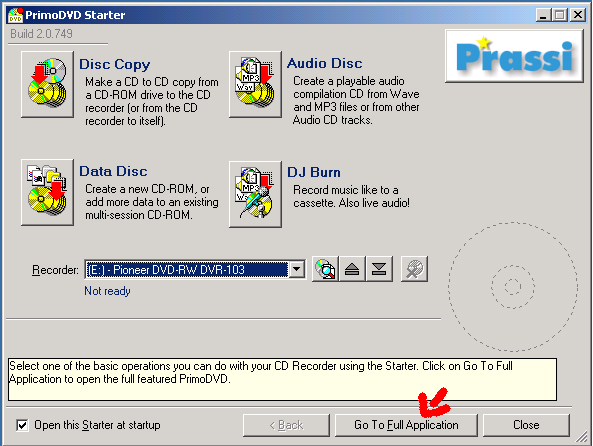 PrimoDVD Starter
Build 2.0.749
Prassi
Disc Copy
Make a CD to CD copy from
a CD-ROM drive to the CD
recorder (or from the CD
recorder to itself).
Audio Disc
Create a playable audio
compilation CD from Wave
and MP3 files or from other
Audio CD tracks.
MP3
Wav
Data Disc
Create a new CD-ROM, or
add more data to an existing
multi-session CD-ROM.
DJ Burn
Record music like to a
cassette. Also live audio!
MP3
Wav
Recorder:
(E:) - Pioneer DVD-RW DVR-103
Not ready
Select one of the basic operations you can do with your CD Recorder using the Starter. Click on Go To Full
Application to open the full featured PrimoDVD.
Open this Starter at startup
< Back
Go To Full Application
Close